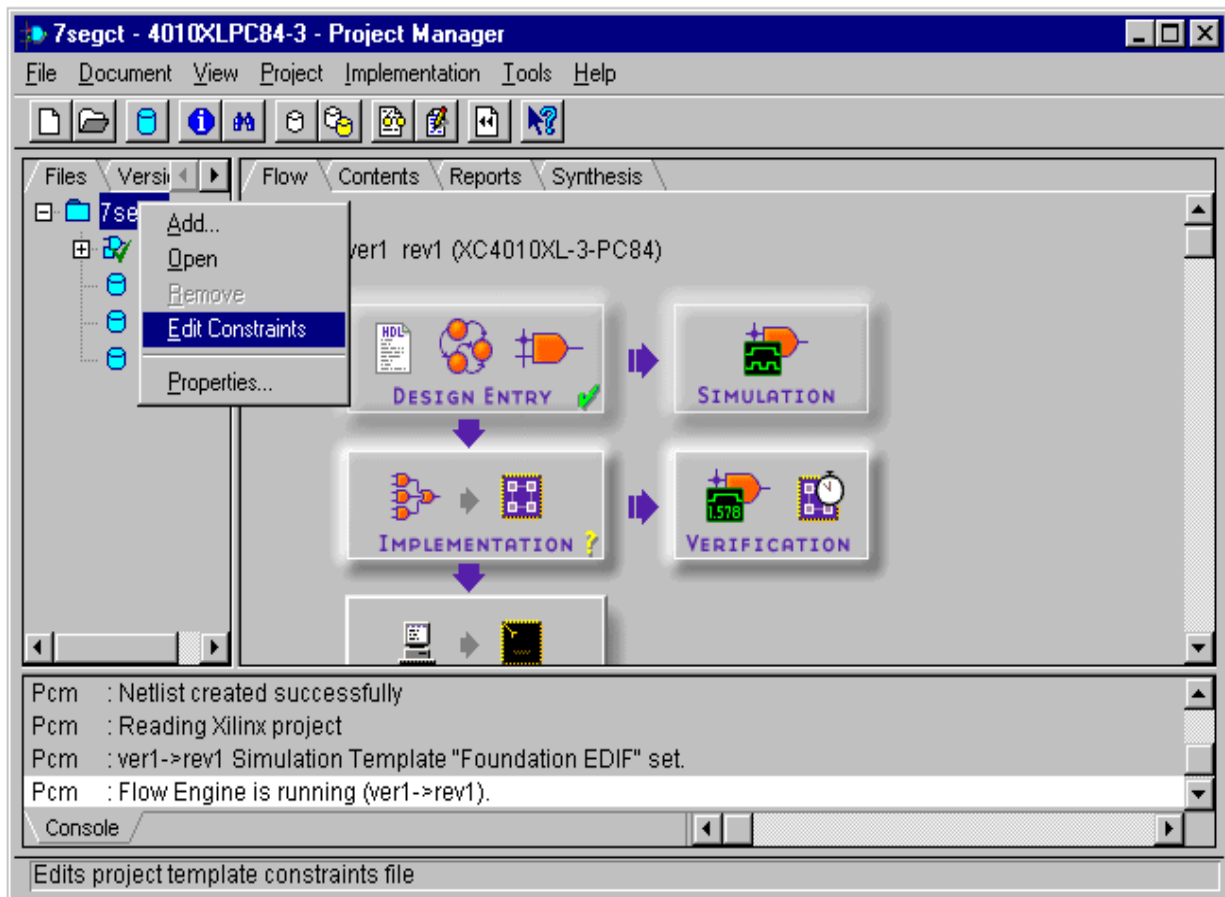 7segct - 4010XLPC84-3 - Project Manager
File Document View Project Implementation Tools Help
Files Versi Flow Contents Reports Synthesis
7se
Add...
Open
Remove
Edit Constraints
Properties...
ver1 rev1 (XC4010XL-3-PC84)
HDL
DESIGN ENTRY
SIMULATION
IMPLEMENTATION ?
1.578
VERIFICATION
Pcm : Netlist created successfully
Pcm : Reading Xilinx project
Pcm : ver1->rev1 Simulation Template "Foundation EDIF" set.
Pcm : Flow Engine is running (ver1->rev1).
Console
Edits project template constraints file